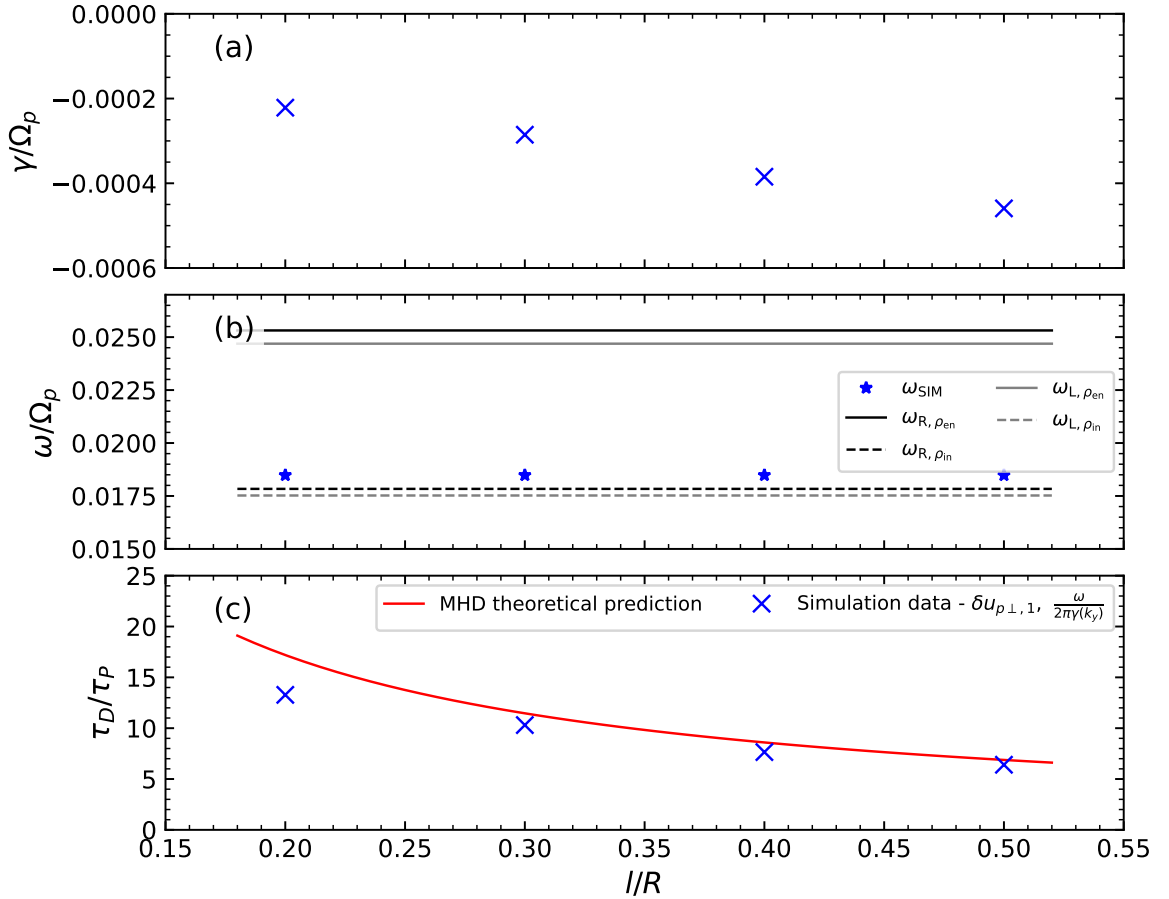 (a)
γ/Ω_p
0.0000
−0.0002
−0.0004
−0.0006
(b)
ω/Ω_p
0.0250
0.0225
0.0200
0.0175
0.0150
ω_SIM
ω_R, ρ_en
ω_R, ρ_in
ω_L, ρ_en
ω_L, ρ_in
(c)
τ_D/τ_P
25
20
15
10
5
0
MHD theoretical prediction
Simulation data - δu_{p⊥,1}, ω/2πγ(k_y)
0.15 0.20 0.25 0.30 0.35 0.40 0.45 0.50 0.55
l/R